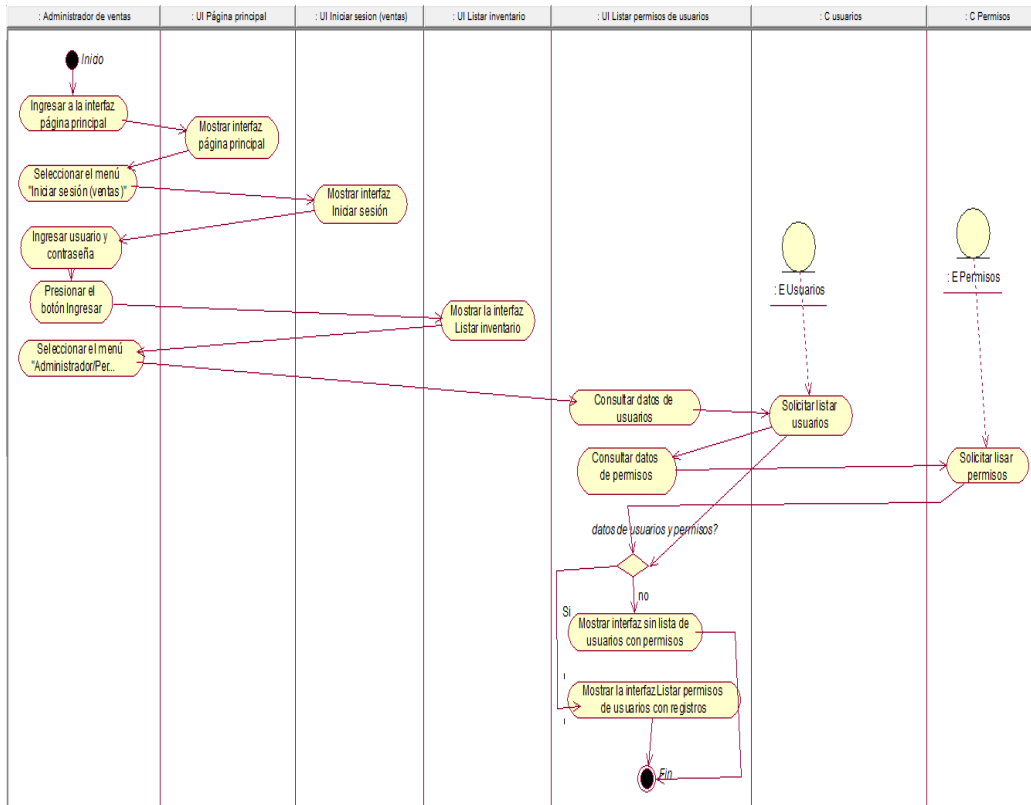 : Administrador de ventas
: UI Página principal
: UI Iniciar sesion (ventas)
: UI Listar inventario
: UI Listar permisos de usuarios
: C usuarios
: C Permisos
Inicio
Ingresar a la interfaz
página principal
Mostrar interfaz
página principal
Seleccionar el menú
"Iniciar sesión (ventas)"
Mostrar interfaz
Iniciar sesión
Ingresar usuario y
contraseña
Presionar el
botón Ingresar
Mostrar la interfaz
Listar inventario
: E Usuarios
: E Permisos
Seleccionar el menú
"Administrador/Per...
Consultar datos de
usuarios
Solicitar listar
usuarios
Consultar datos
de permisos
Solicitar lisar
permisos
datos de usuarios y permisos?
no
Si
Mostrar interfaz sin lista de
usuarios con permisos
Mostrar la interfaz Listar permisos
de usuarios con registros
Fin